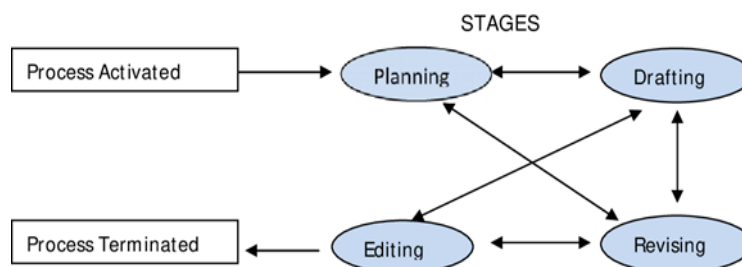 STAGES
Process Activated
Planning
Drafting
Process Terminated
Editing
Revising